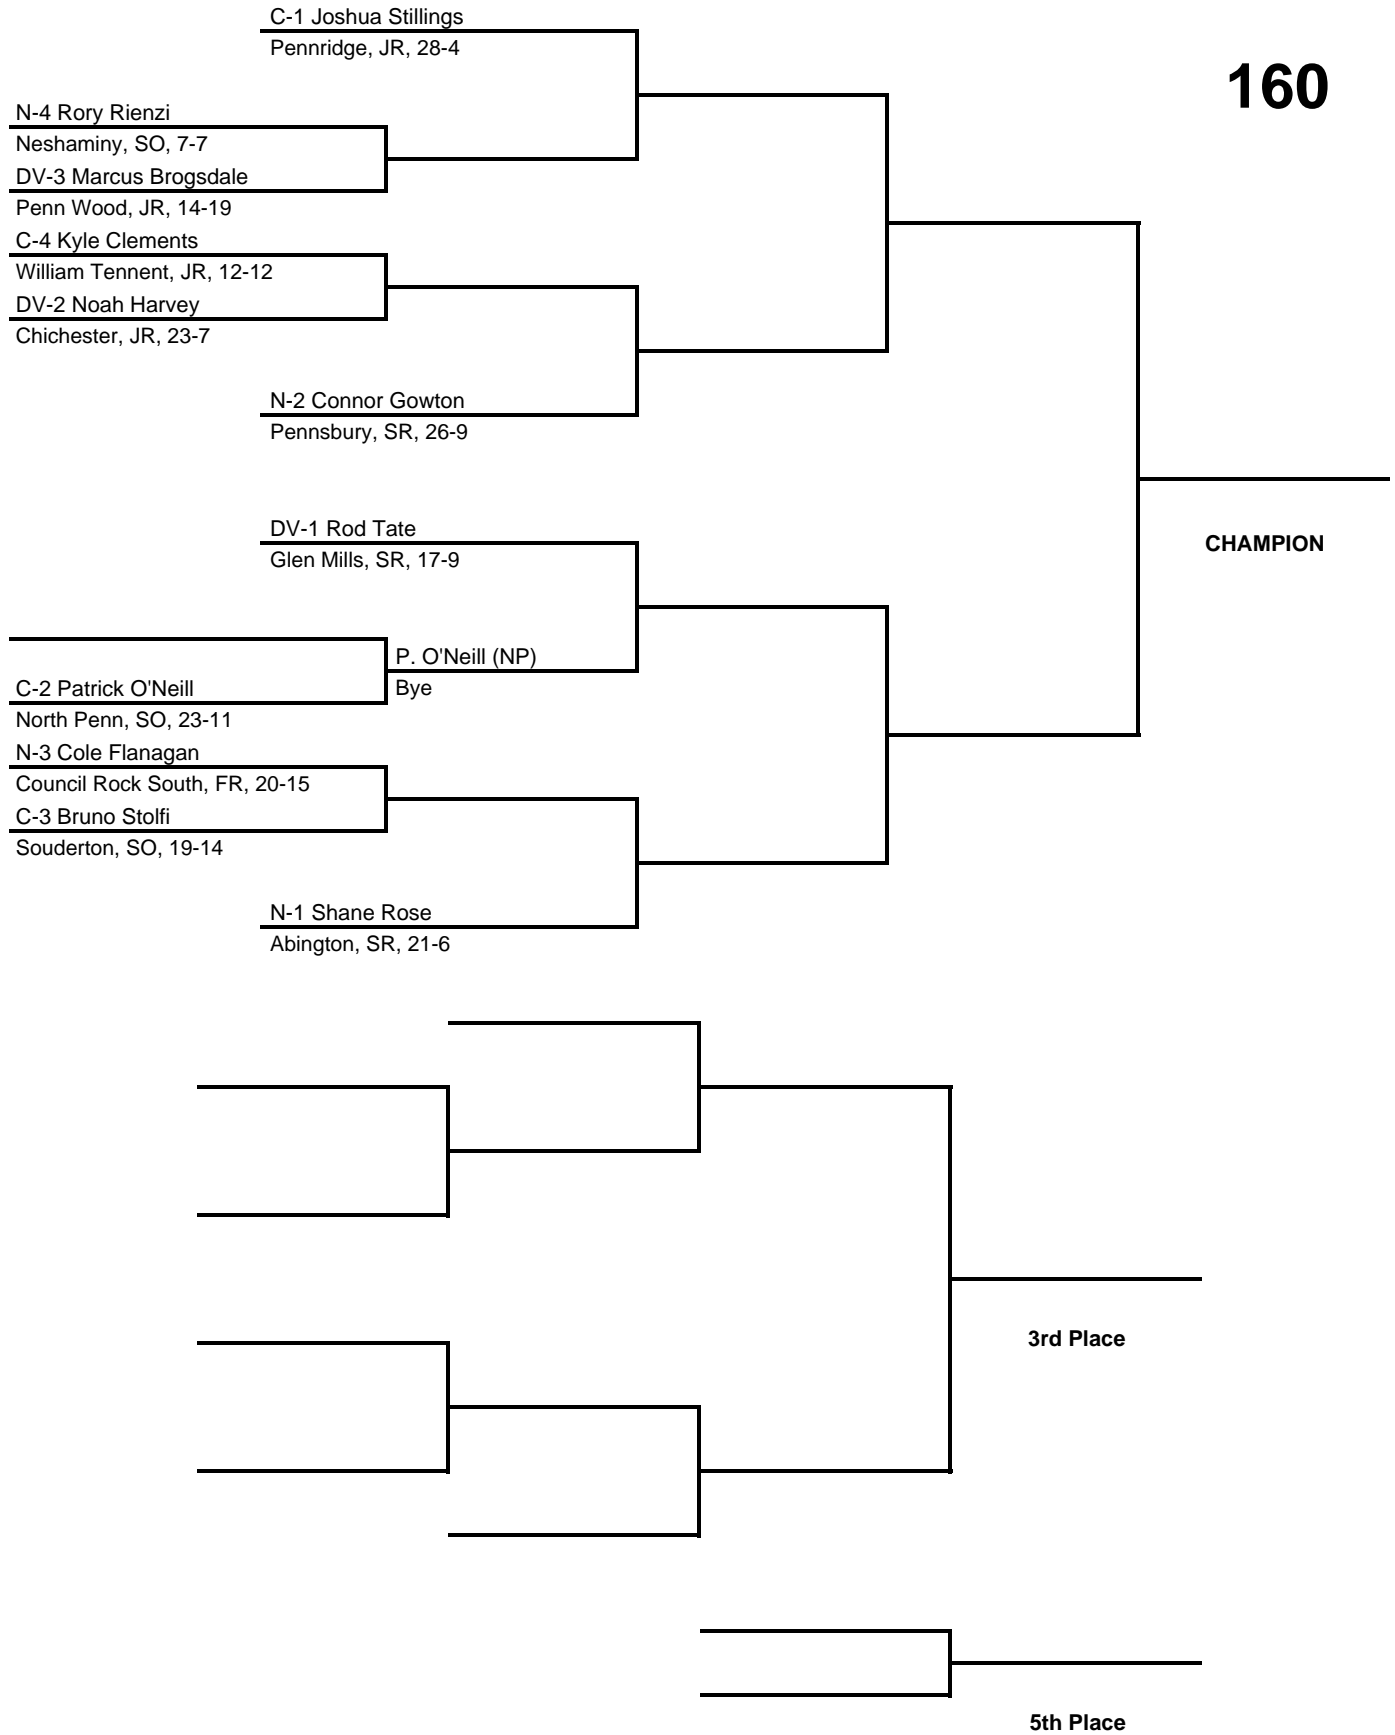 C-1 Joshua Stillings
Pennridge, JR, 28-4
160
N-4 Rory Rienzi
Neshaminy, SO, 7-7
DV-3 Marcus Brogsdale
Penn Wood, JR, 14-19
C-4 Kyle Clements
William Tennent, JR, 12-12
DV-2 Noah Harvey
Chichester, JR, 23-7
N-2 Connor Gowton
Pennsbury, SR, 26-9
DV-1 Rod Tate
Glen Mills, SR, 17-9
CHAMPION
P. O'Neill (NP)
Bye
C-2 Patrick O'Neill
North Penn, SO, 23-11
N-3 Cole Flanagan
Council Rock South, FR, 20-15
C-3 Bruno Stolfi
Souderton, SO, 19-14
N-1 Shane Rose
Abington, SR, 21-6
3rd Place
5th Place